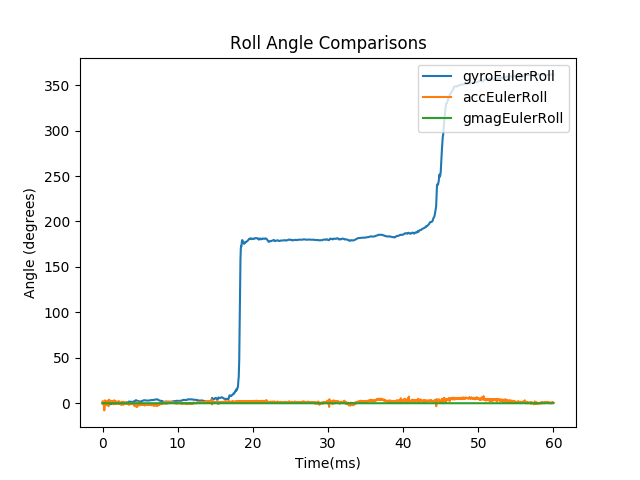 Roll Angle Comparisons
gyroEulerRoll
accEulerRoll
gmagEulerRoll
Angle (degrees)
350
300
250
200
150
100
50
0
0 10 20 30 40 50 60
Time(ms)